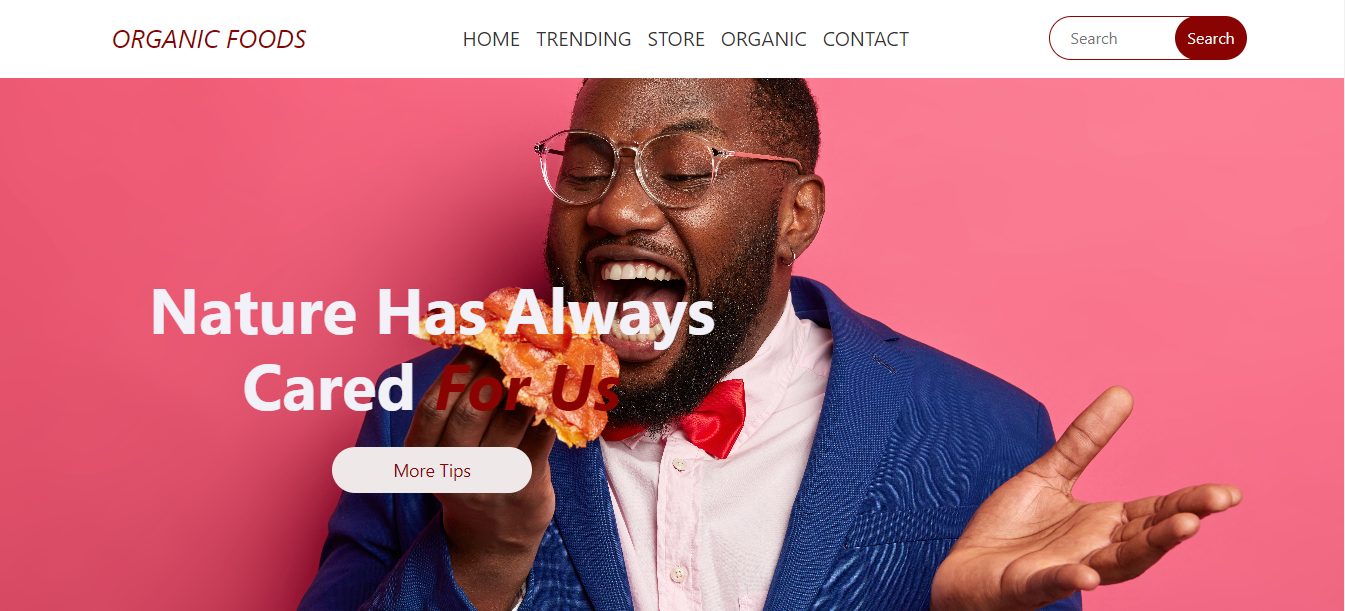 ORGANIC FOODS
HOME TRENDING STORE ORGANIC CONTACT
Search
Search
Nature Has Always
Cared For Us
More Tips